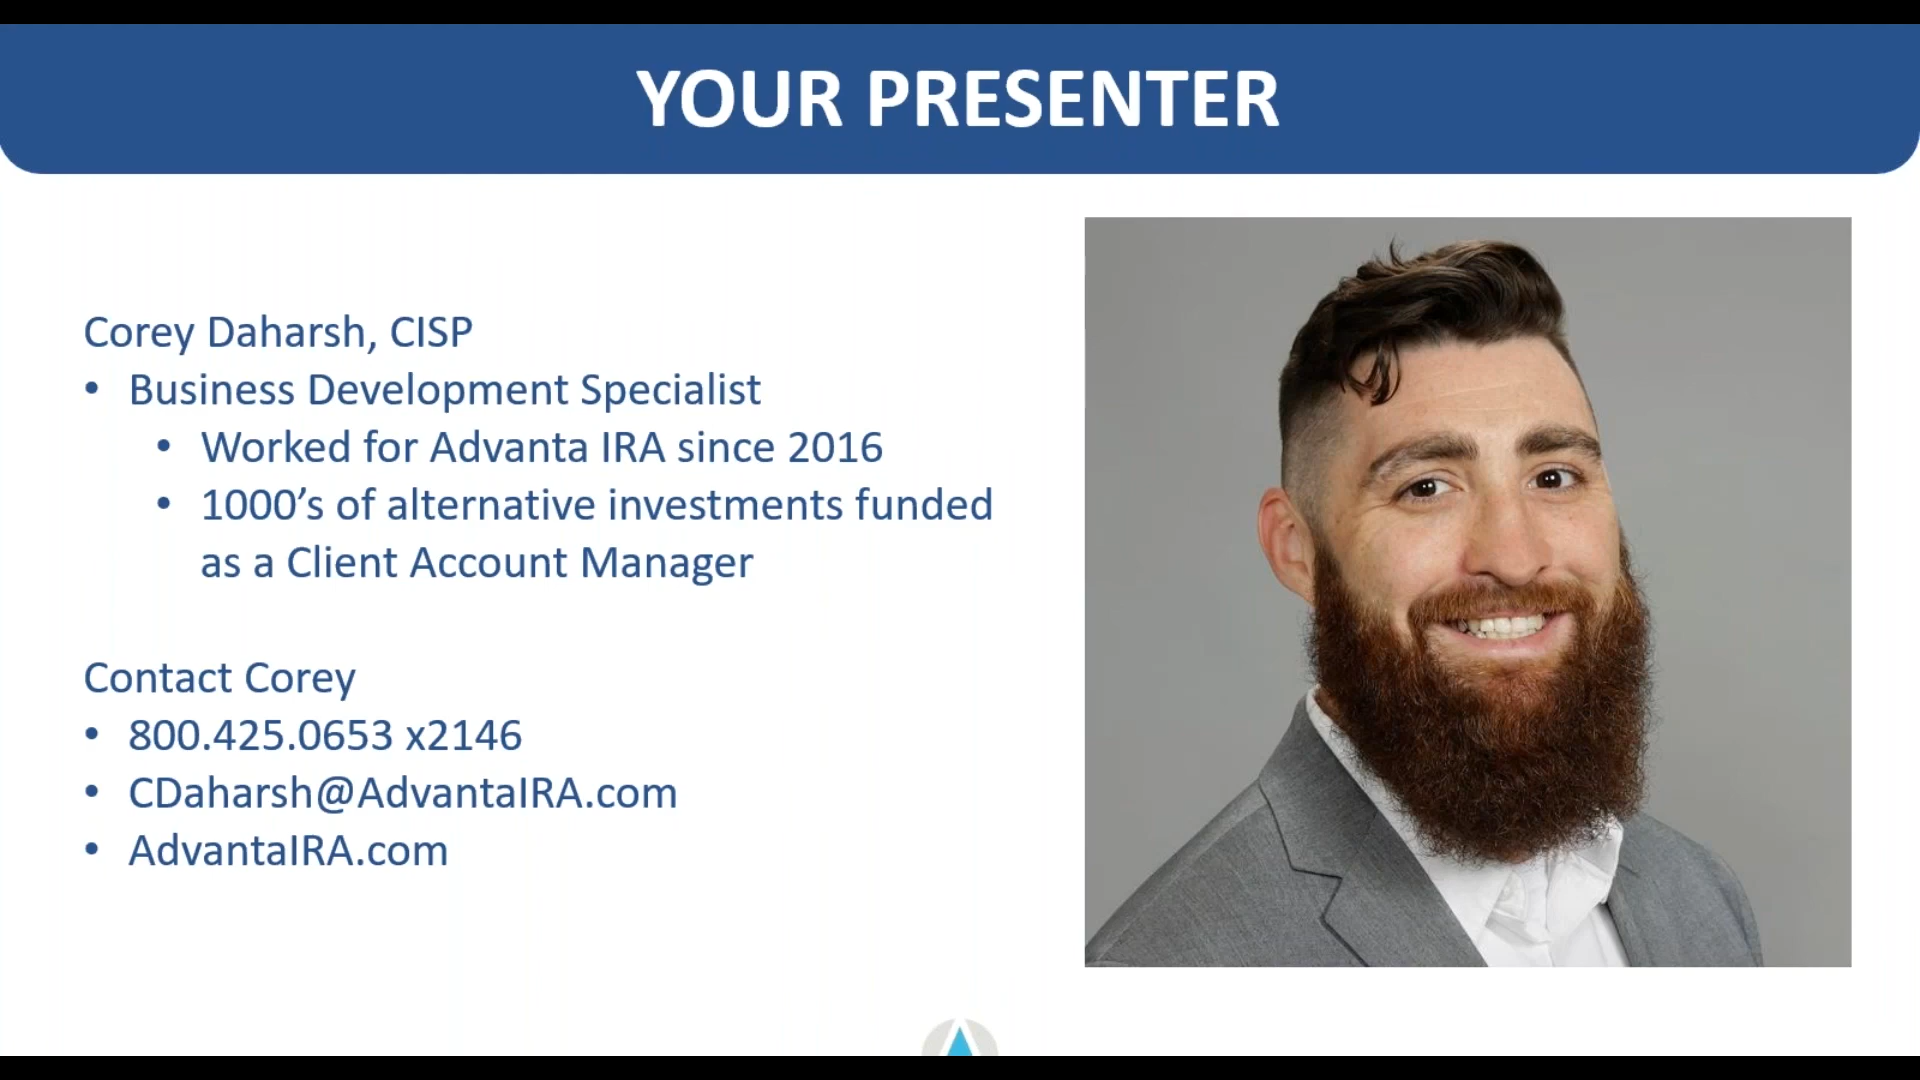 YOUR PRESENTER
Corey Daharsh, CISP
• Business Development Specialist
• Worked for Advanta IRA since 2016
• 1000’s of alternative investments funded
as a Client Account Manager
Contact Corey
• 800.425.0653 x2146
• CDaharsh@AdvantaIRA.com
• AdvantaIRA.com